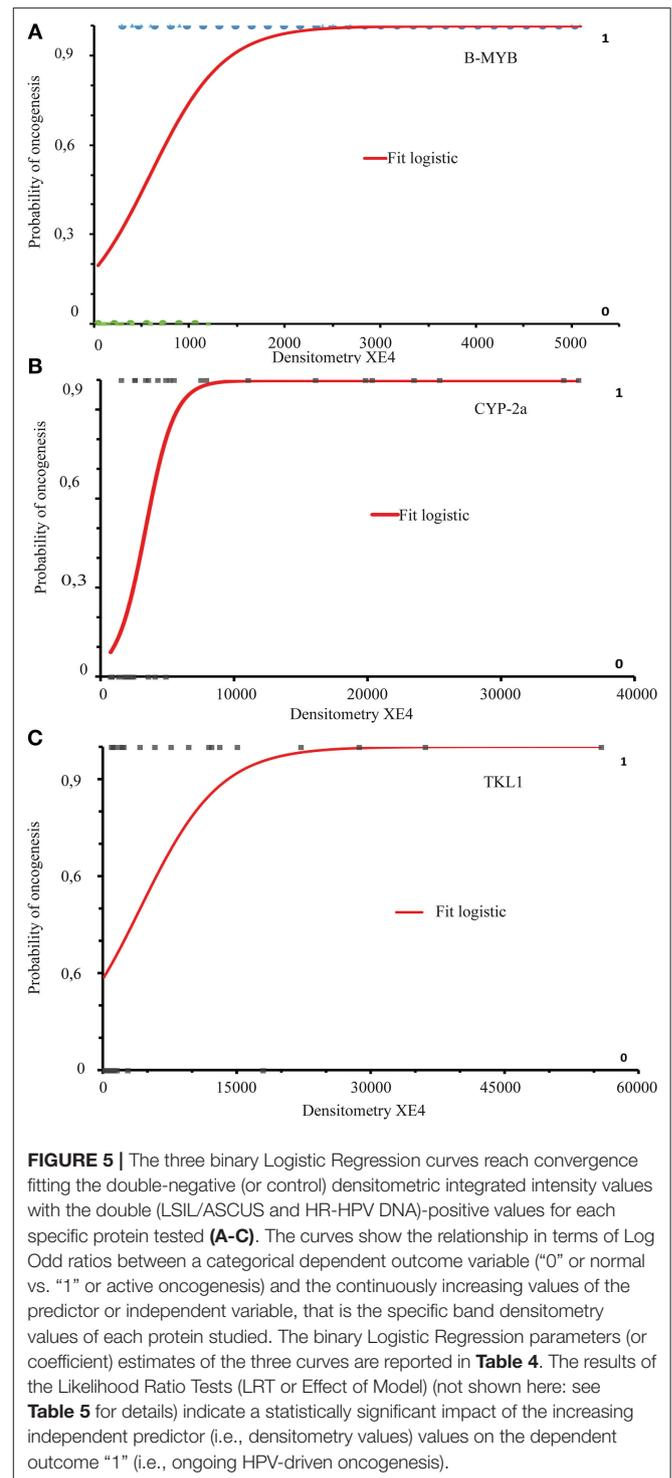 A
0,9
0,6
0,3
0
Probability of oncogenesis
B-MYB
Fit logistic
1
0
0 1000 2000 3000 4000 5000
Densitometry XE4
B
0,9
0,6
0,3
0
Probability of oncogenesis
CYP-2a
Fit logistic
1
0
0 10000 20000 30000 40000
Densitometry XE4
C
0,9
0,6
0,6
0
Probability of oncogenesis
TKL1
Fit logistic
1
0
0 15000 30000 45000 60000
Densitometry XE4
FIGURE 5 | The three binary Logistic Regression curves reach convergence
fitting the double-negative (or control) densitometric integrated intensity values
with the double (LSIL/ASCUS and HR-HPV DNA)-positive values for each
specific protein tested (A-C). The curves show the relationship in terms of Log
Odd ratios between a categorical dependent outcome variable (“0” or normal
vs. “1” or active oncogenesis) and the continuously increasing values of the
predictor or independent variable, that is the specific band densitometry
values of each protein studied. The binary Logistic Regression parameters (or
coefficient) estimates of the three curves are reported in Table 4. The results of
the Likelihood Ratio Tests (LRT or Effect of Model) (not shown here: see
Table 5 for details) indicate a statistically significant impact of the increasing
independent predictor (i.e., densitometry values) values on the dependent
outcome “1” (i.e., ongoing HPV-driven oncogenesis).